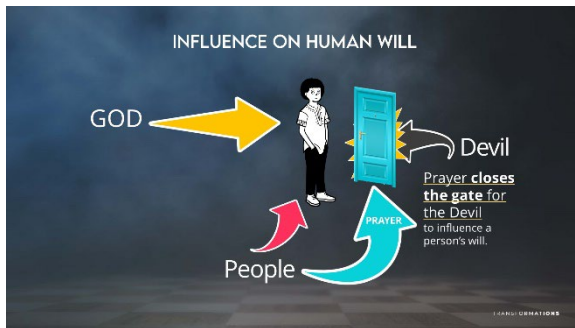 INFLUENCE ON HUMAN WILL
GOD
Devil
Prayer closes
the gate for
the Devil
to influence a
person's will.
PRAYER
People
TRANSFORMATIONS